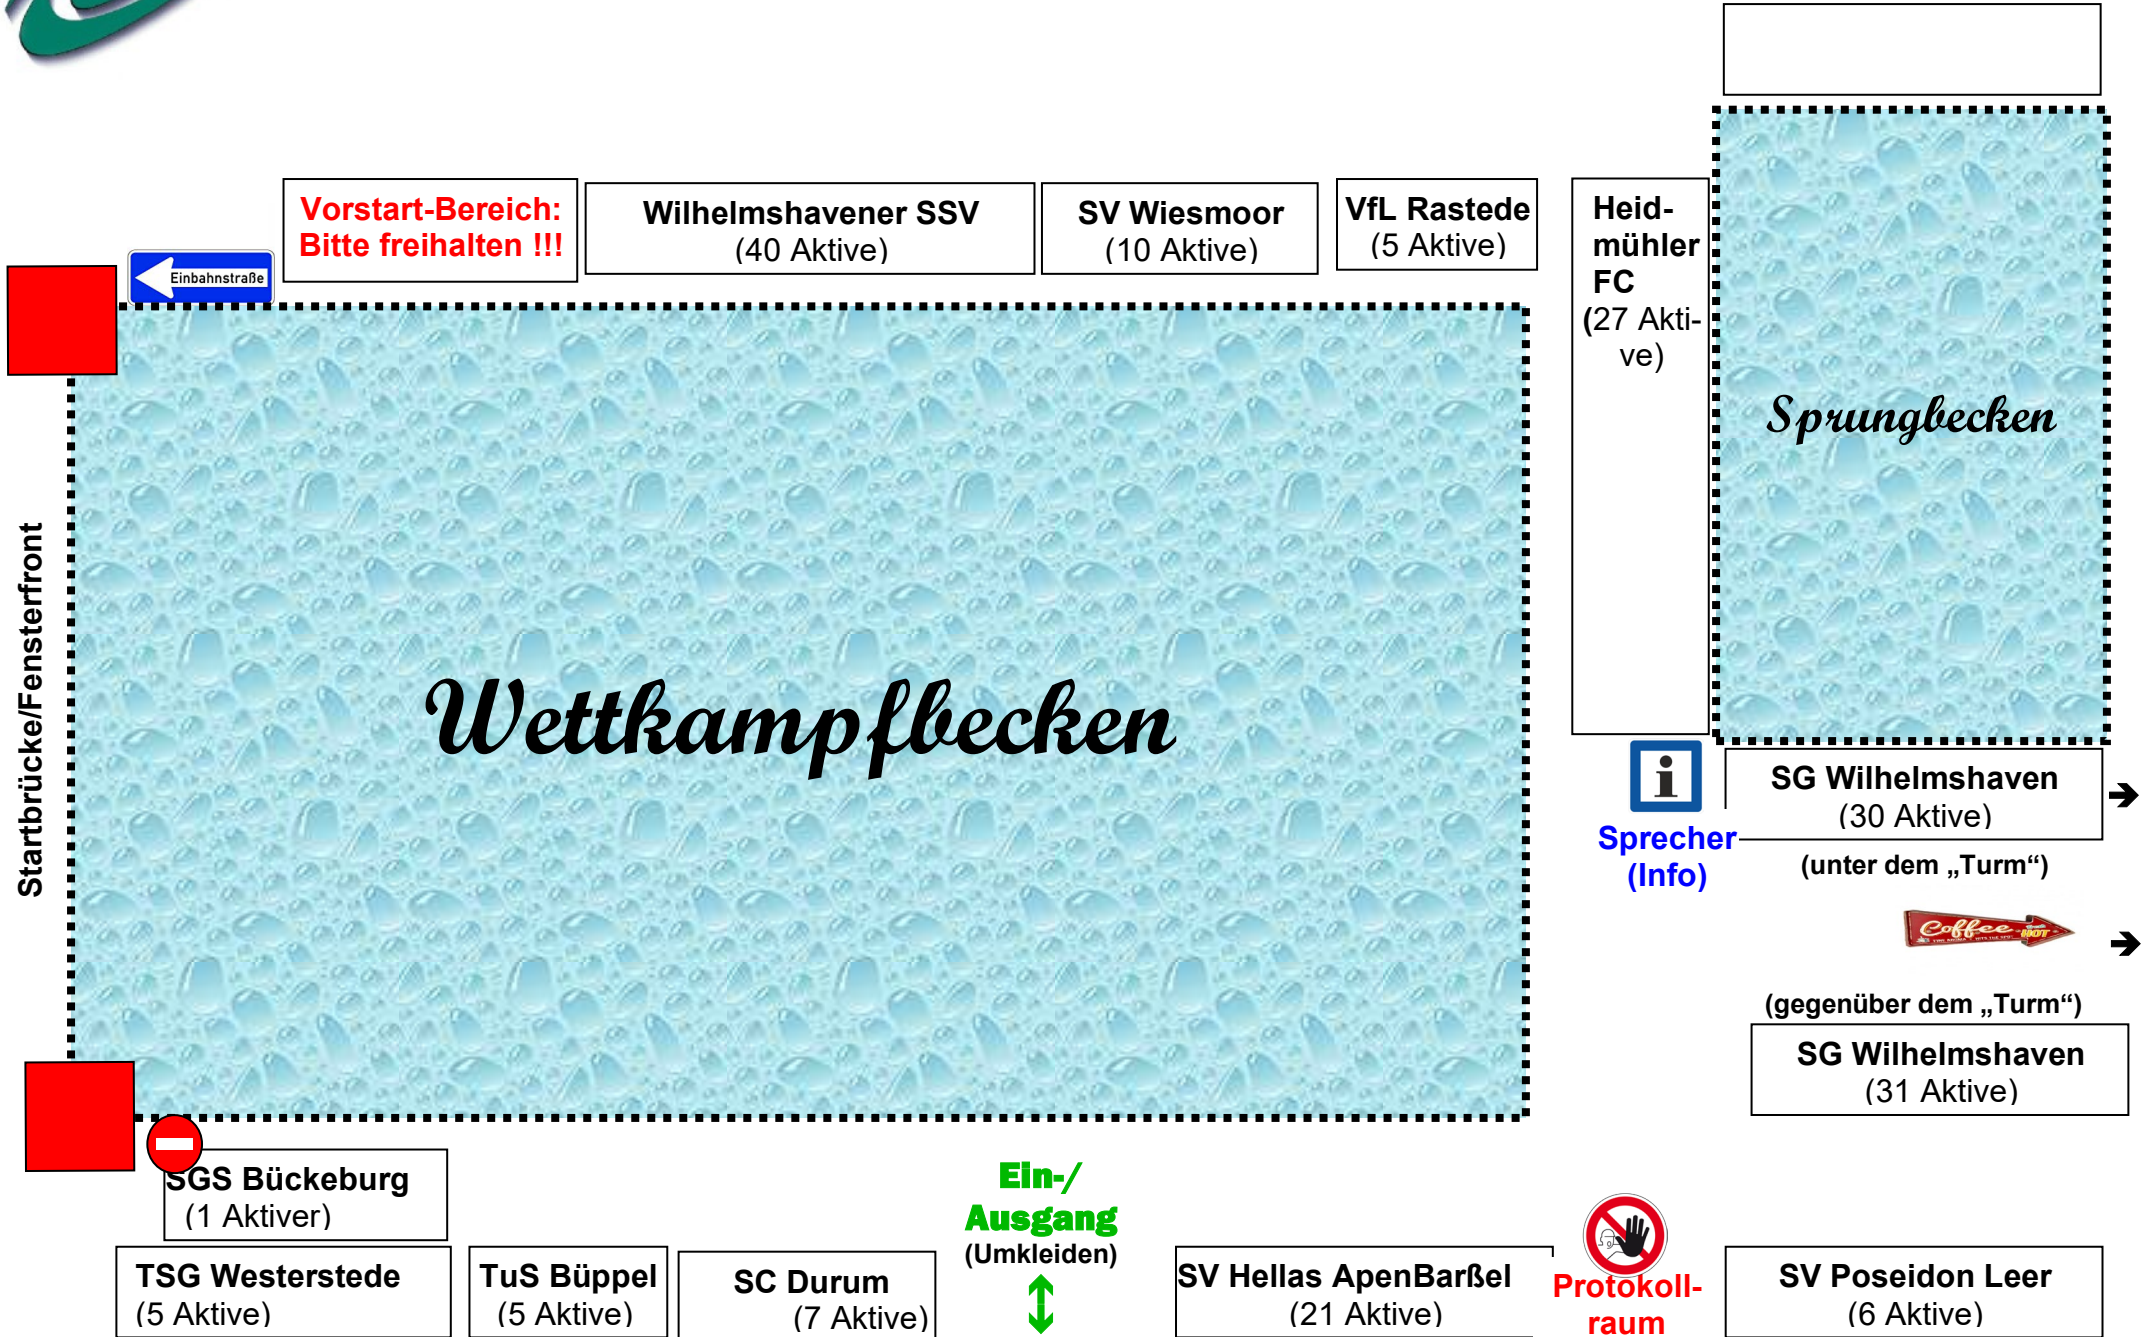 Vorstart-Bereich:
Bitte freihalten !!!
Einbahnstraße
Wilhelmshavener SSV
(40 Aktive)
SV Wiesmoor
(10 Aktive)
VfL Rastede
(5 Aktive)
Heid-
mühler
FC
(27 Akti-
ve)
Sprungbecken
Startbrücke/Fensterfront
Wettkampfbecken
i
Sprecher
(Info)
SG Wilhelmshaven
(30 Aktive)
(unter dem „Turm“)
Coffee
HOT
(gegenüber dem „Turm“)
SG Wilhelmshaven
(31 Aktive)
SGS Bückeburg
(1 Aktiver)
TSG Westerstede
(5 Aktive)
TuS Büppel
(5 Aktive)
SC Durum
(7 Aktive)
Ein-/
Ausgang
(Umkleiden)
SV Hellas ApenBarßel
(21 Aktive)
Protokoll-
raum
SV Poseidon Leer
(6 Aktive)